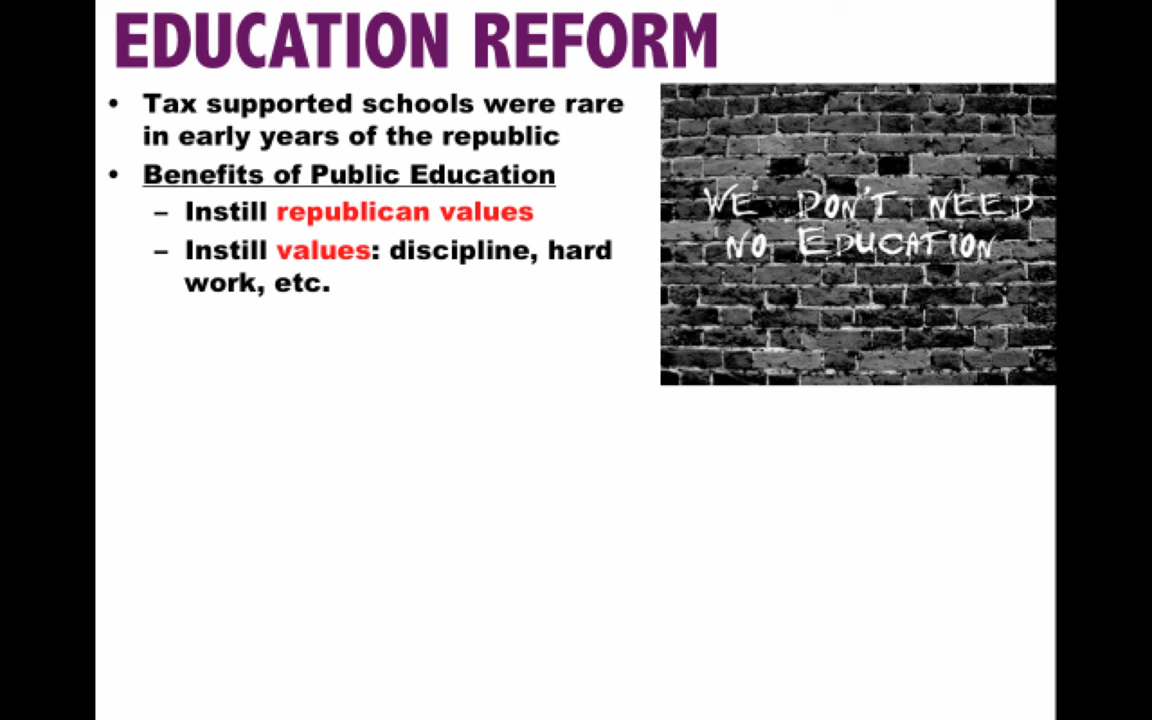 EDUCATION REFORM
• Tax supported schools were rare
in early years of the republic
• Benefits of Public Education
– Instill republican values
– Instill values: discipline, hard
work, etc.
WE DON'T NEED
NO EDUCATION